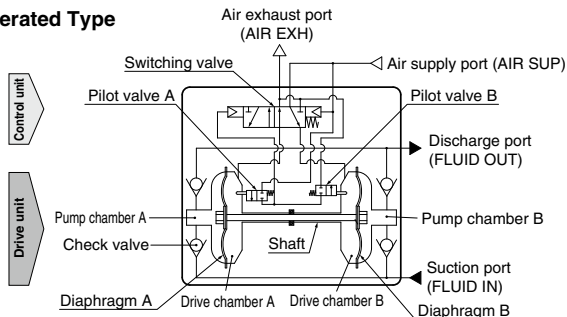 erated Type
Air exhaust port
(AIR EXH)
Switching valve
Air supply port (AIR SUP)
Pilot valve A
Pilot valve B
Control unit
Discharge port
(FLUID OUT)
Drive unit
Pump chamber A
Pump chamber B
Check valve
Shaft
Suction port
(FLUID IN)
Diaphragm A
Drive chamber A
Drive chamber B
Diaphragm B